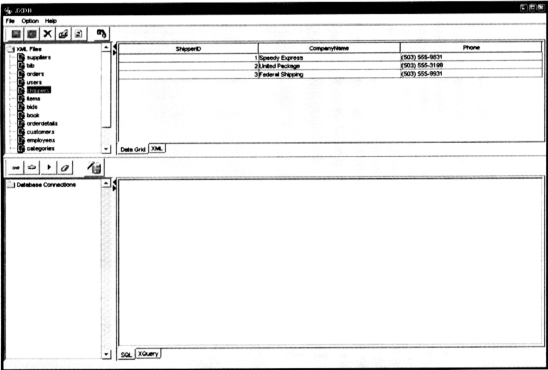 JXDB
File Option Help
XML Files
suppliers
bib
orders
users
shippers
items
bids
book
orderdetails
customers
employees
categories
ShipperID CompanyName Phone
1 Speedy Express (503) 555-9831
2 United Package (503) 555-3199
3 Federal Shipping (503) 555-9931
Data Grid XML
Database Connections
SQL XQuery